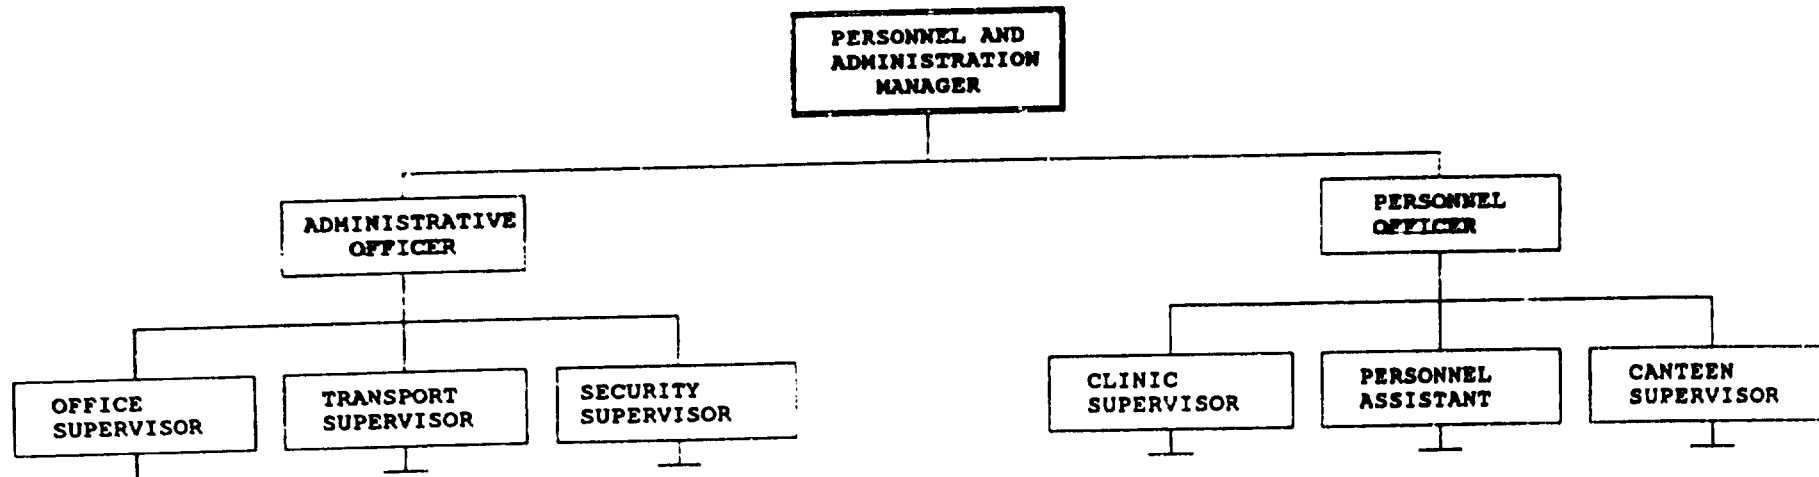 PERSONNEL AND
ADMINISTRATION
MANAGER
ADMINISTRATIVE
OFFICER
PERSONNEL
OFFICER
OFFICE
SUPERVISOR
TRANSPORT
SUPERVISOR
SECURITY
SUPERVISOR
CLINIC
SUPERVISOR
PERSONNEL
ASSISTANT
CANTEEN
SUPERVISOR